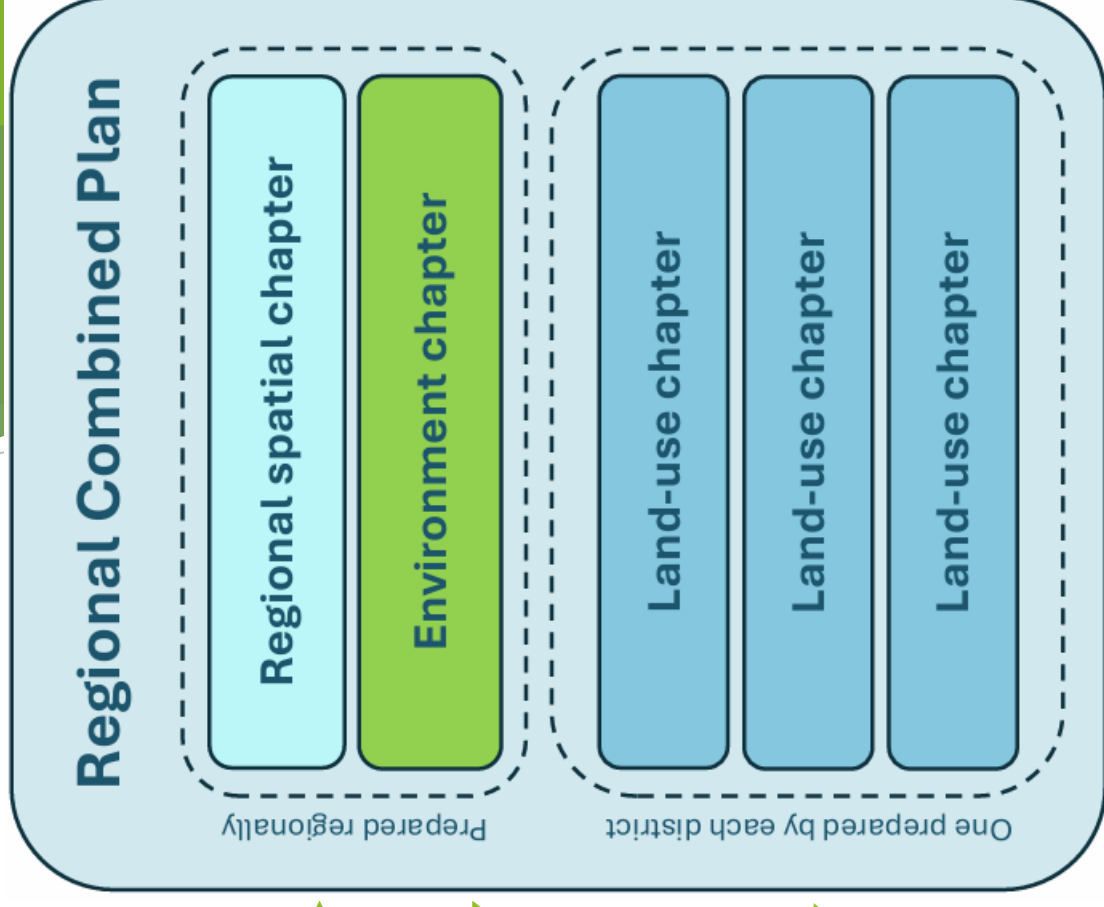 Regional Combined Plan
Regional spatial chapter
Environment chapter
Prepared regionally
Land-use chapter
Land-use chapter
Land-use chapter
One prepared by each district